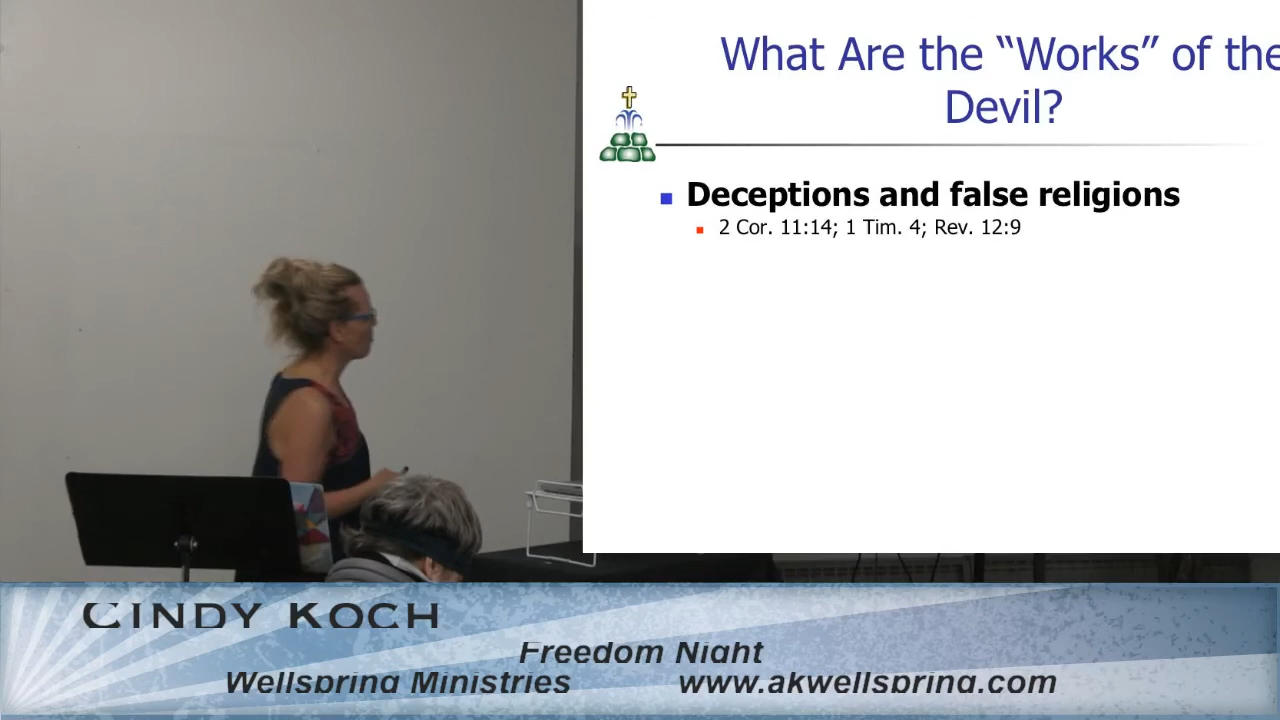 What Are the “Works” of the
Devil?
Deceptions and false religions
2 Cor. 11:14; 1 Tim. 4; Rev. 12:9
CINDY KOCH
Freedom Night
Wellspring Ministries www.akwellspring.com